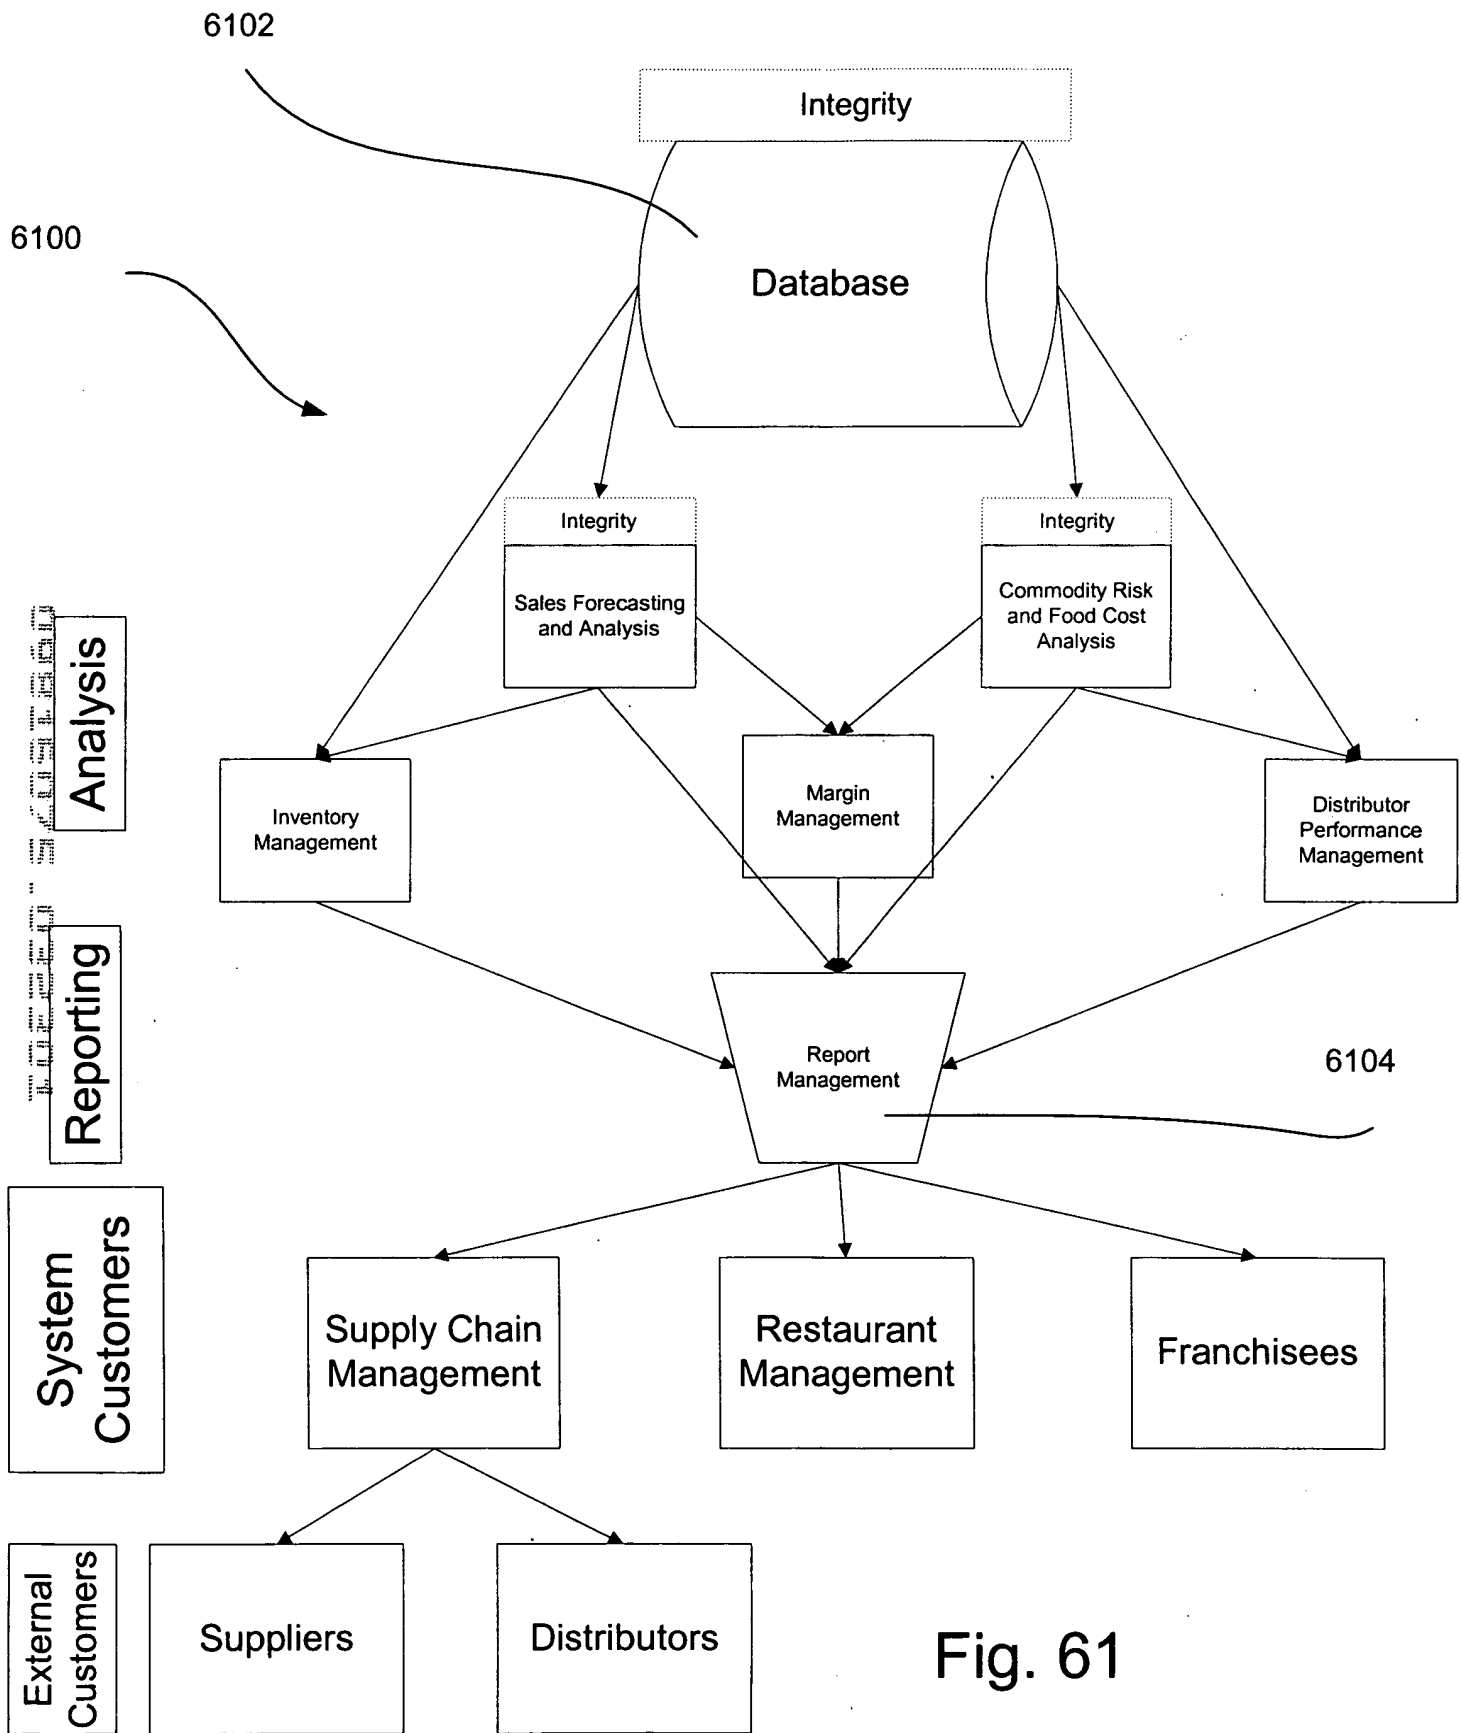 6102
Integrity
6100
Database
Integrity
Integrity
Sales Forecasting
and Analysis
Commodity Risk
and Food Cost
Analysis
Analysis
Inventory
Management
Margin
Management
Distributor
Performance
Management
Reporting
Report
Management
6104
System
Customers
Supply Chain
Management
Restaurant
Management
Franchisees
External
Customers
Suppliers
Distributors
Fig. 61